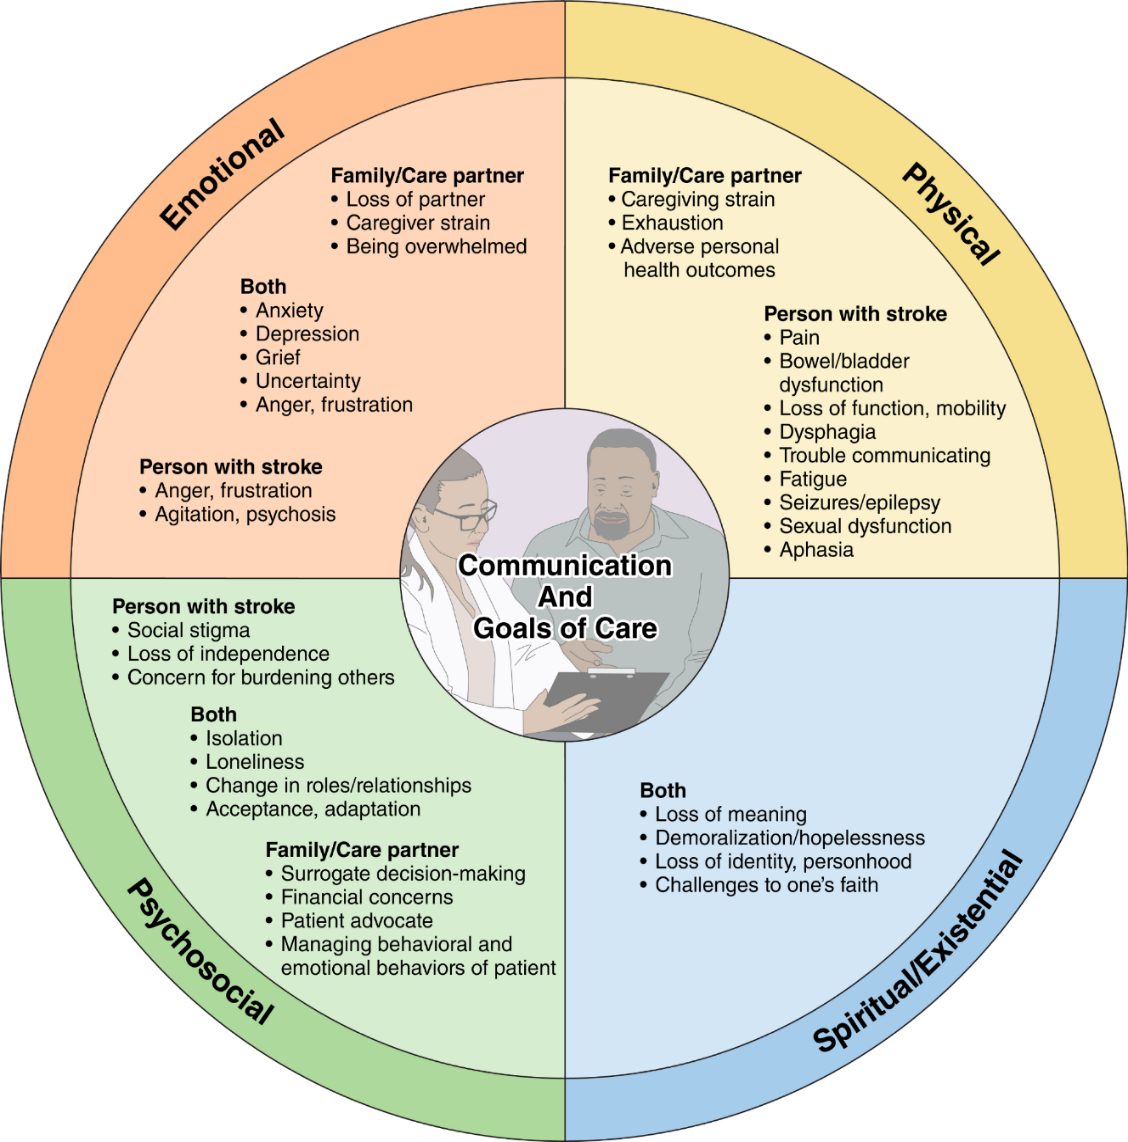 Emotional
Family/Care partner
• Loss of partner
• Caregiver strain
• Being overwhelmed
Both
• Anxiety
• Depression
• Grief
• Uncertainty
• Anger, frustration
Person with stroke
• Anger, frustration
• Agitation, psychosis
Physical
Family/Care partner
• Caregiving strain
• Exhaustion
• Adverse personal
health outcomes
Person with stroke
• Pain
• Bowel/bladder
dysfunction
• Loss of function, mobility
• Dysphagia
• Trouble communicating
• Fatigue
• Seizures/epilepsy
• Sexual dysfunction
• Aphasia
Communication
And
Goals of Care
Psychosocial
Person with stroke
• Social stigma
• Loss of independence
• Concern for burdening others
Both
• Isolation
• Loneliness
• Change in roles/relationships
• Acceptance, adaptation
Family/Care partner
• Surrogate decision-making
• Financial concerns
• Patient advocate
• Managing behavioral and
emotional behaviors of patient
Spiritual/Existential
Both
• Loss of meaning
• Demoralization/hopelessness
• Loss of identity, personhood
• Challenges to one’s faith